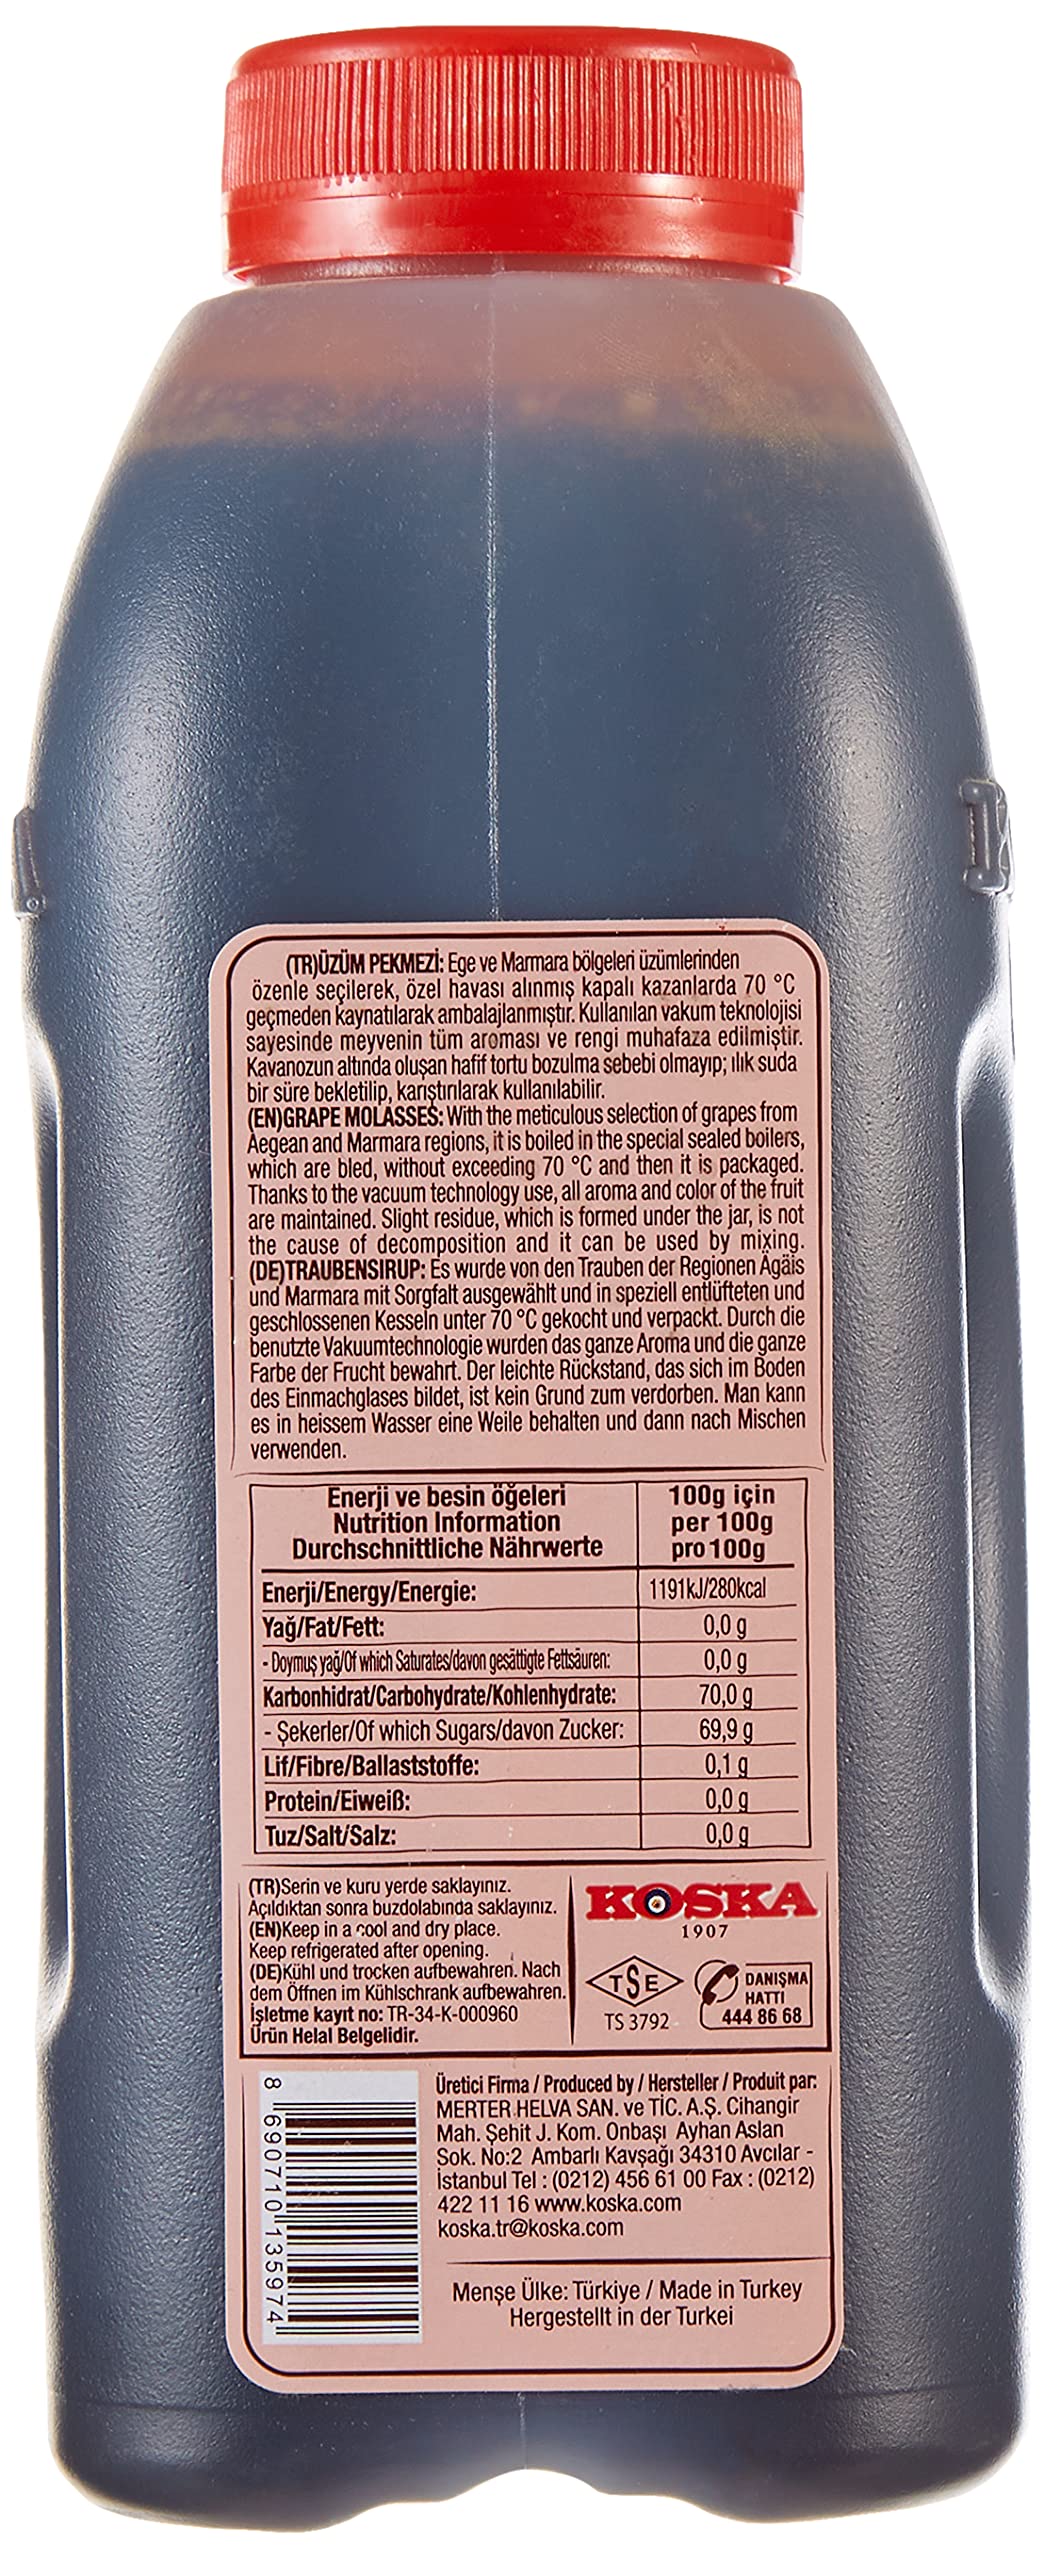 (TR)ÜZÜM PEKMEZİ: Ege ve Marmara bölgeleri üzümlerinden
özenle seçilerek, özel havası alınmış kapalı kazanlarda 70 °C
geçmeden kaynatılarak ambalajlanmıştır. Kullanılan vakum teknolojisi
sayesinde meyvenin tüm aroması ve rengi muhafaza edilmiştir.
Kavanozun altında oluşan hafif tortu bozulma sebebi olmayıp; ılık suda
bir süre bekletilip, karıştırılarak kullanılabilir.
(EN)GRAPE MOLASSES: With the meticulous selection of grapes from
Aegean and Marmara regions, it is boiled in the special sealed boilers,
which are bled, without exceeding 70 °C and then it is packaged.
Thanks to the vacuum technology use, all aroma and color of the fruit
are maintained. Slight residue, which is formed under the jar, is not
the cause of decomposition and it can be used by mixing.
(DE)TRAUBENSIRUP: Es wurde von den Trauben der Regionen Ägäis
und Marmara mit Sorgfalt ausgewählt und in speziell entlüfteten und
geschlossenen Kesseln unter 70 °C gekocht und verpackt. Durch die
benutzte Vakuumtechnologie wurden das ganze Aroma und die ganze
Farbe der Frucht bewahrt. Der leichte Rückstand, das sich im Boden
des Einmachglases bildet, ist kein Grund zum verdorben. Man kann
es in heissem Wasser eine Weile behalten und dann nach Mischen
verwenden.
Enerji ve besin öğeleri 100g için
Nutrition Information per 100g
Durchschnittliche Nährwerte pro 100g
Enerji/Energy/Energie: 1191kJ/280kcal
Yağ/Fat/Fett: 0,0 g
- Doymuş yağ/Of which Saturates/davon gesättigte Fettsäuren: 0,0 g
Karbonhidrat/Carbohydrate/Kohlenhydrate: 70,0 g
- Şekerler/Of which Sugars/davon Zucker: 69,9 g
Lif/Fibre/Ballaststoffe: 0,1 g
Protein/Eiweiß: 0,0 g
Tuz/Salt/Salz: 0,0 g
(TR)Serin ve kuru yerde saklayınız.
Açıldıktan sonra buzdolabında saklayınız.
(EN)Keep in a cool and dry place.
Keep refrigerated after opening.
(DE)Kühl und trocken aufbewahren. Nach
dem Öffnen im Kühlschrank aufbewahren.
İşletme kayıt no: TR-34-K-000960
Ürün Helal Belgelidir.
KOSKA
1907
TSE
TS 3792
DANIŞMA
HATTI
444 86 68
8 690710 135974
Üretici Firma / Produced by / Hersteller / Produit par:
MERTER HELVA SAN. ve TİC. A.Ş. Cihangir
Mah. Şehit J. Kom. Onbaşı Ayhan Aslan
Sok. No:2 Ambarlı Kavşağı 34310 Avcılar -
İstanbul Tel : (0212) 456 61 00 Fax : (0212)
422 11 16 www.koska.com
koska.tr@koska.com
Menşe Ülke: Türkiye / Made in Turkey
Hergestellt in der Turkei